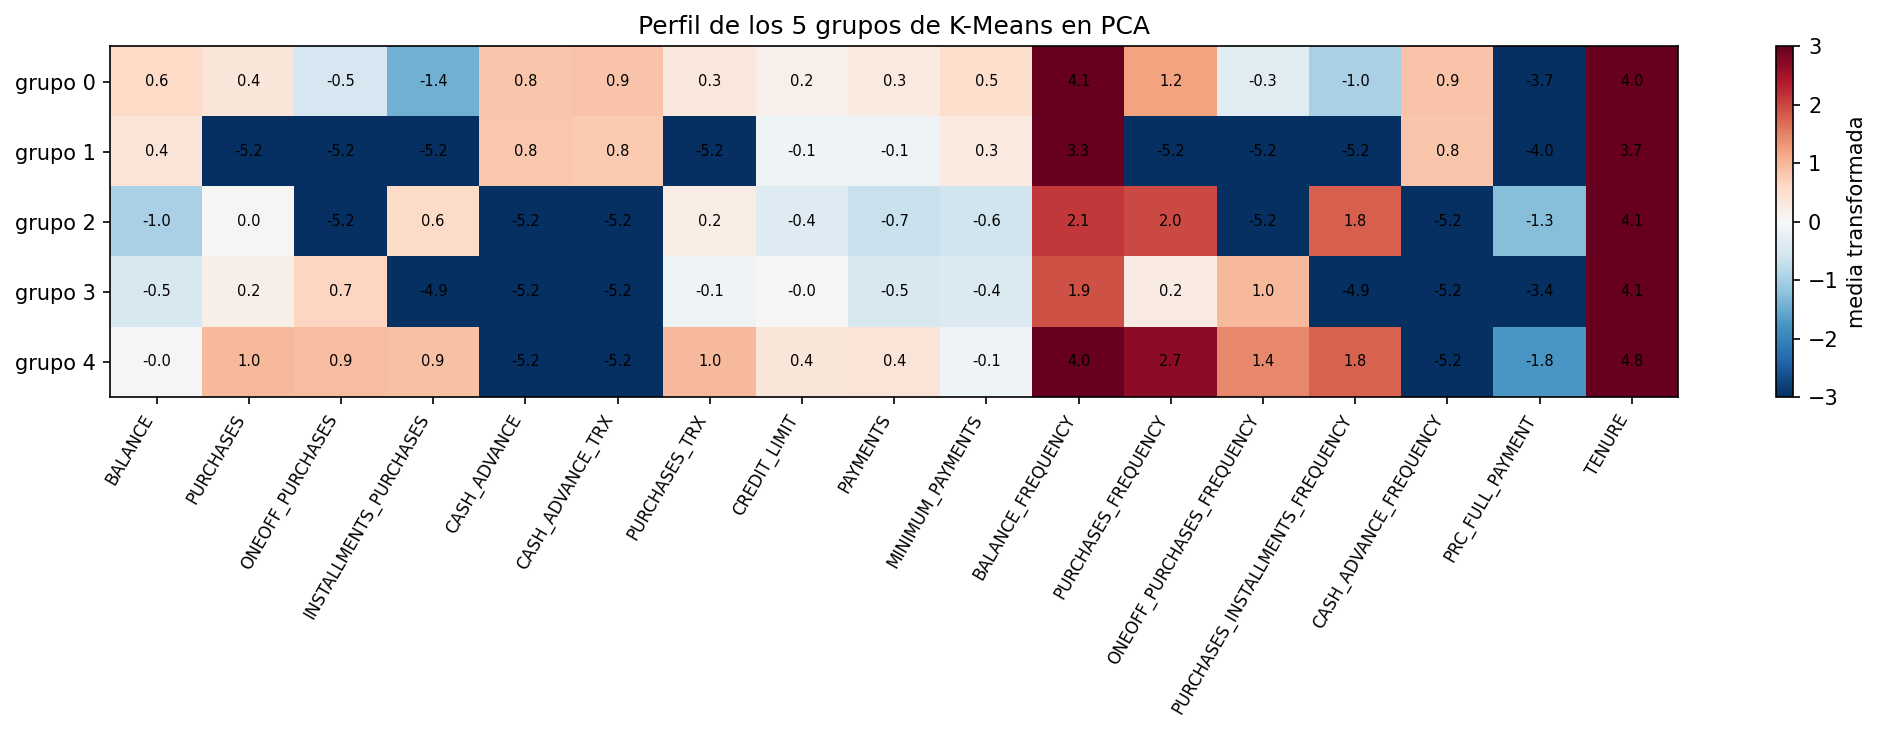 Perfil de los 5 grupos de K-Means en PCA
grupo 0 0.6 0.4 -0.5 -1.4 0.8 0.9 0.3 0.2 0.3 0.5 4.1 1.2 -0.3 -1.0 0.9 -3.7 4.0
grupo 1 0.4 -5.2 -5.2 -5.2 0.8 0.8 -5.2 -0.1 -0.1 0.3 3.3 -5.2 -5.2 -5.2 0.8 -4.0 3.7
grupo 2 -1.0 0.0 -5.2 0.6 -5.2 -5.2 0.2 -0.4 -0.7 -0.6 2.1 2.0 -5.2 1.8 -5.2 -1.3 4.1
grupo 3 -0.5 0.2 0.7 -4.9 -5.2 -5.2 -0.1 -0.0 -0.5 -0.4 1.9 0.2 1.0 -4.9 -5.2 -3.4 4.1
grupo 4 -0.0 1.0 0.9 0.9 -5.2 -5.2 1.0 0.4 0.4 -0.1 4.0 2.7 1.4 1.8 -5.2 -1.8 4.8
BALANCE
PURCHASES
ONEOFF_PURCHASES
INSTALLMENTS_PURCHASES
CASH_ADVANCE
CASH_ADVANCE_TRX
PURCHASES_TRX
CREDIT_LIMIT
PAYMENTS
MINIMUM_PAYMENTS
BALANCE_FREQUENCY
PURCHASES_FREQUENCY
ONEOFF_PURCHASES_FREQUENCY
PURCHASES_INSTALLMENTS_FREQUENCY
CASH_ADVANCE_FREQUENCY
PRC_FULL_PAYMENT
TENURE
3
2
1
0
−1
−2
−3
media transformada